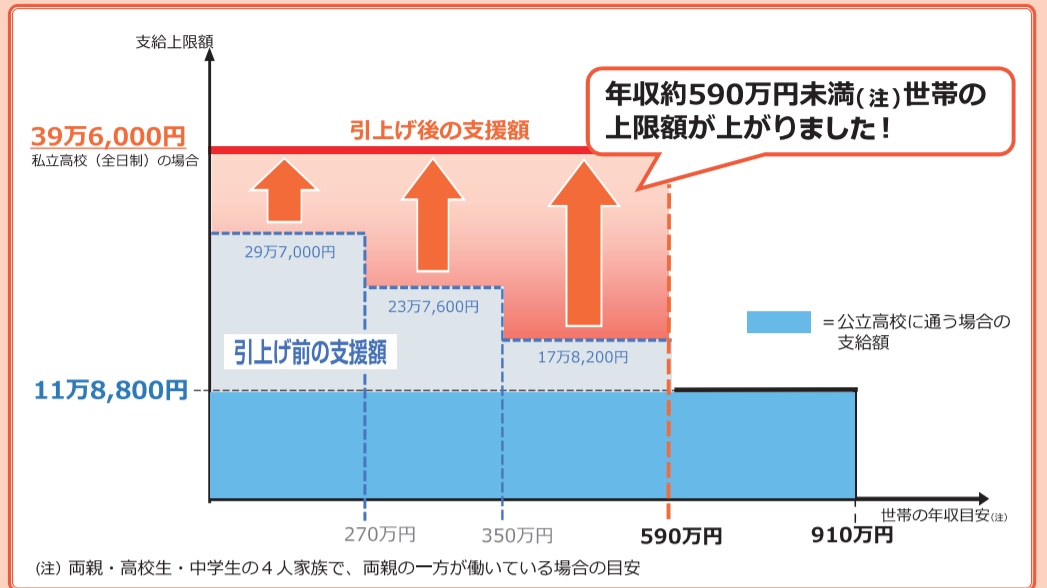 支給上限額
年収約590万円未満(注)世帯の
上限額が上がりました！
39万6,000円
私立高校（全日制）の場合
引上げ後の支援額
29万7,000円
23万7,600円
17万8,200円
＝公立高校に通う場合の
支給額
引上げ前の支援額
11万8,800円
世帯の年収目安(注)
270万円
350万円
590万円
910万円
(注) 両親・高校生・中学生の４人家族で、両親の一方が働いている場合の目安